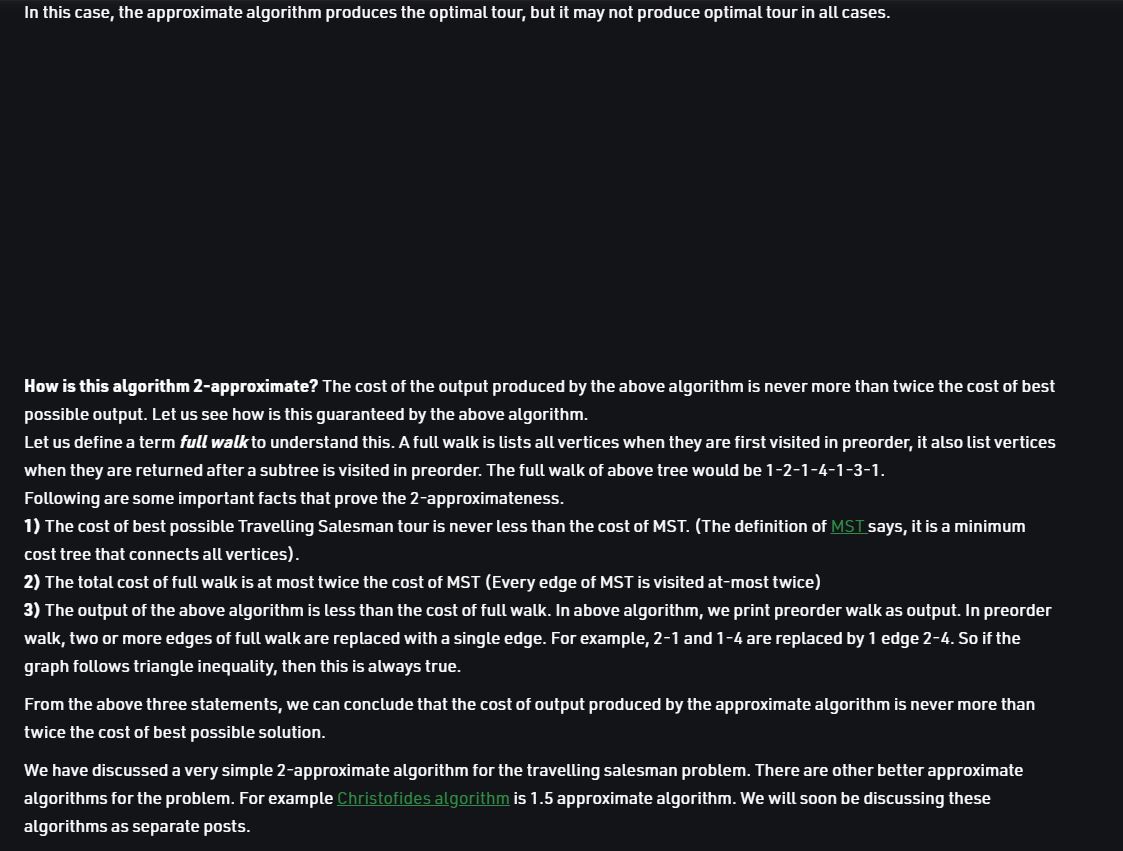 In this case, the approximate algorithm produces the optimal tour, but it may not produce optimal tour in all cases.
How is this algorithm 2-approximate? The cost of the output produced by the above algorithm is never more than twice the cost of best
possible output. Let us see how is this guaranteed by the above algorithm.
Let us define a term full walk to understand this. A full walk is lists all vertices when they are first visited in preorder, it also list vertices
when they are returned after a subtree is visited in preorder. The full walk of above tree would be 1-2-1-4-1-3-1.
Following are some important facts that prove the 2-approximateness.
1) The cost of best possible Travelling Salesman tour is never less than the cost of MST. (The definition of MST says, it is a minimum
cost tree that connects all vertices).
2) The total cost of full walk is at most twice the cost of MST (Every edge of MST is visited at-most twice)
3) The output of the above algorithm is less than the cost of full walk. In above algorithm, we print preorder walk as output. In preorder
walk, two or more edges of full walk are replaced with a single edge. For example, 2-1 and 1-4 are replaced by 1 edge 2-4. So if the
graph follows triangle inequality, then this is always true.
From the above three statements, we can conclude that the cost of output produced by the approximate algorithm is never more than
twice the cost of best possible solution.
We have discussed a very simple 2-approximate algorithm for the travelling salesman problem. There are other better approximate
algorithms for the problem. For example Christofides algorithm is 1.5 approximate algorithm. We will soon be discussing these
algorithms as separate posts.